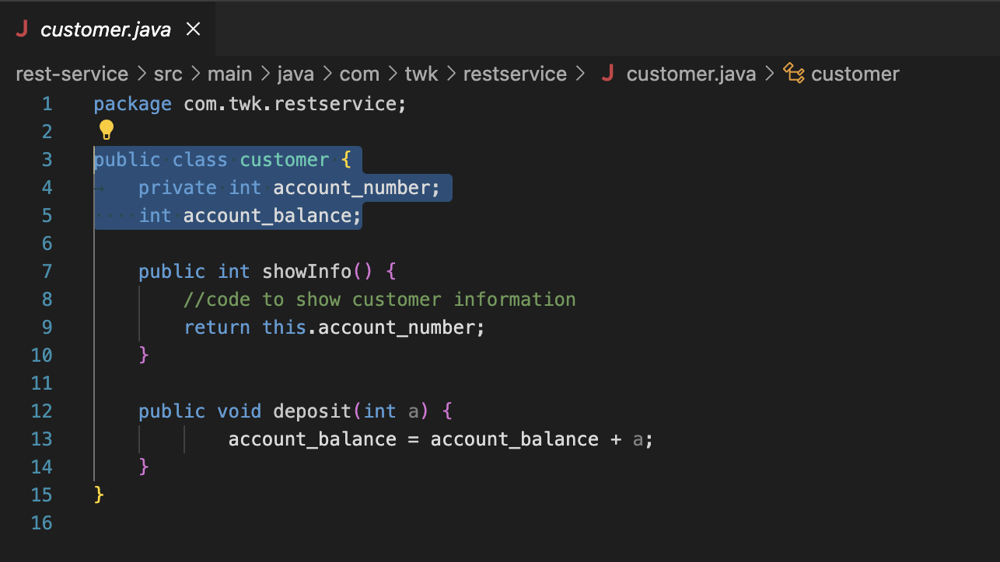 J customer.java ×
rest-service > src > main > java > com > twk > restservice > J customer.java > customer
1 package com.twk.restservice;
2
3 public class customer {
4 private int account_number;
5 int account_balance;
6
7 public int showInfo() {
8 //code to show customer information
9 return this.account_number;
10 }
11
12 public void deposit(int a) {
13 account_balance = account_balance + a;
14 }
15 }
16